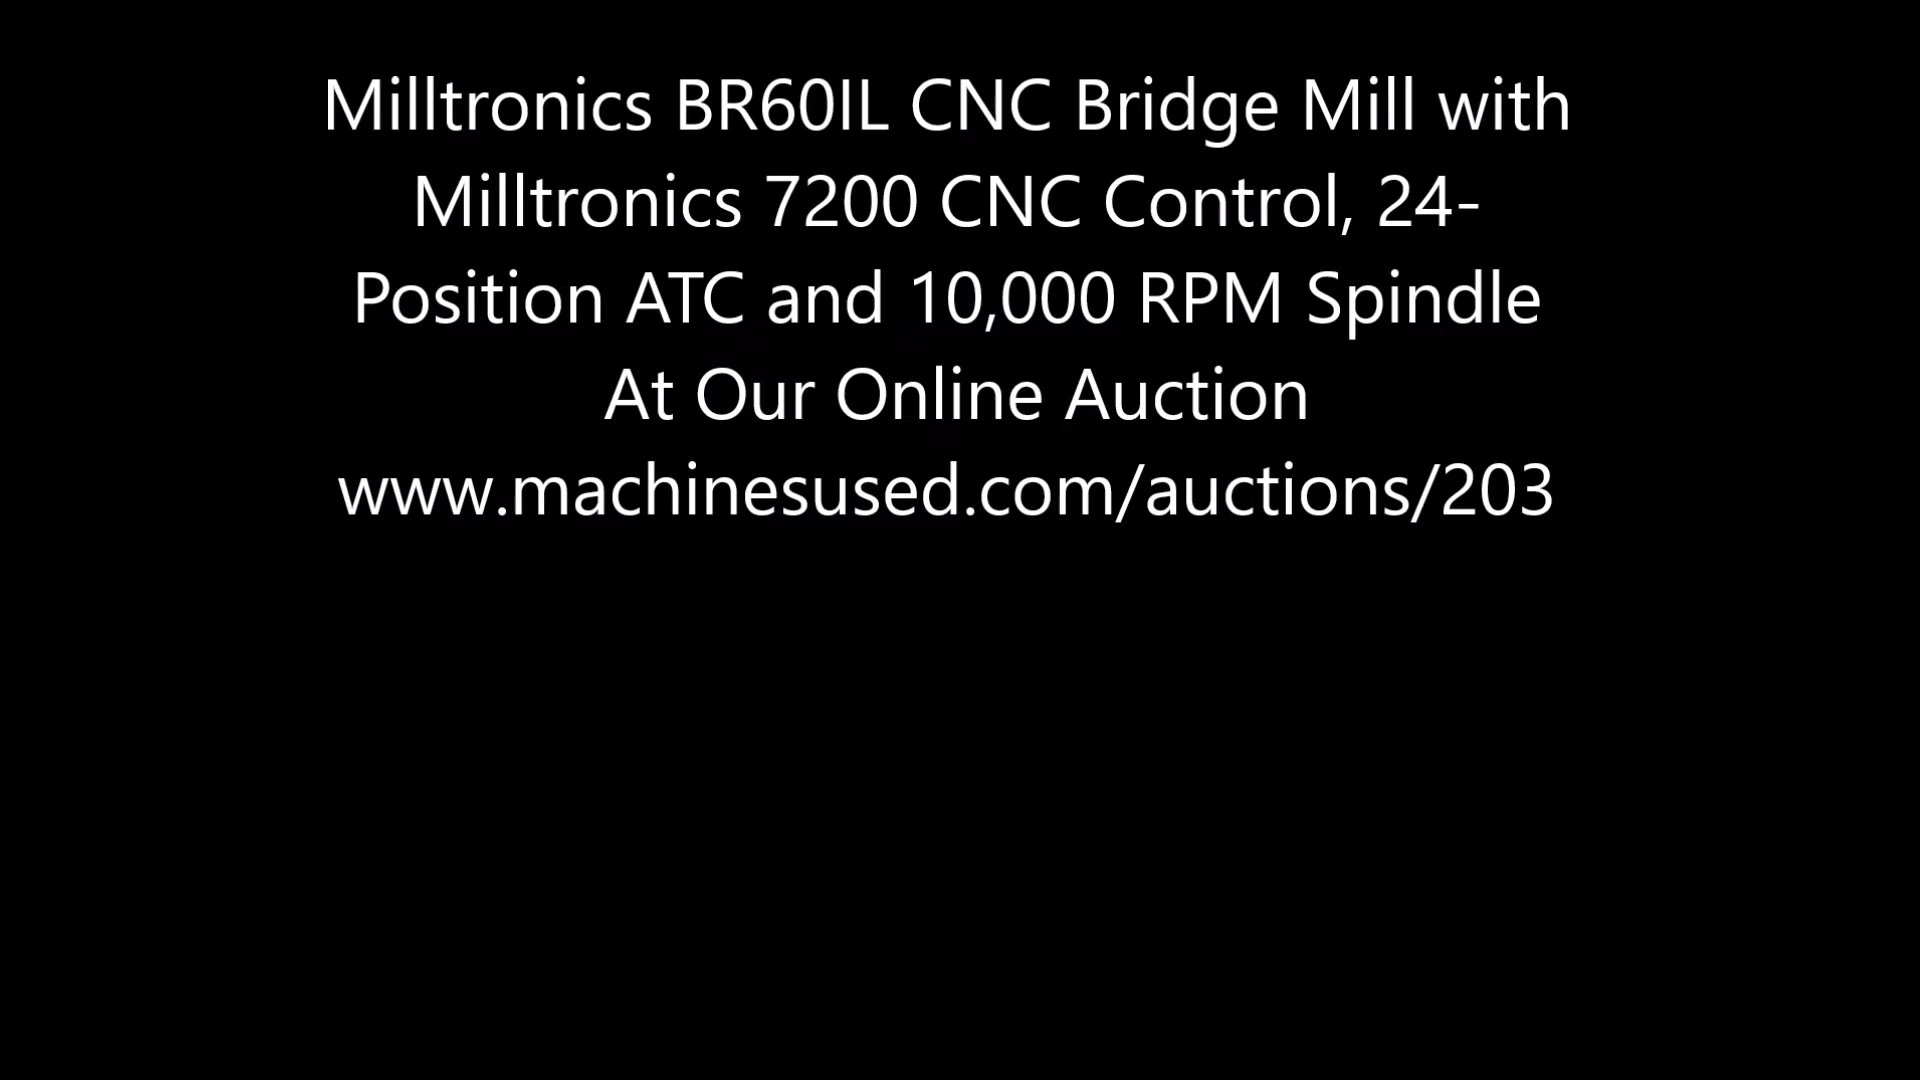 Milltronics BR60IL CNC Bridge Mill with
Milltronics 7200 CNC Control, 24-
Position ATC and 10,000 RPM Spindle
At Our Online Auction
www.machinesused.com/auctions/203